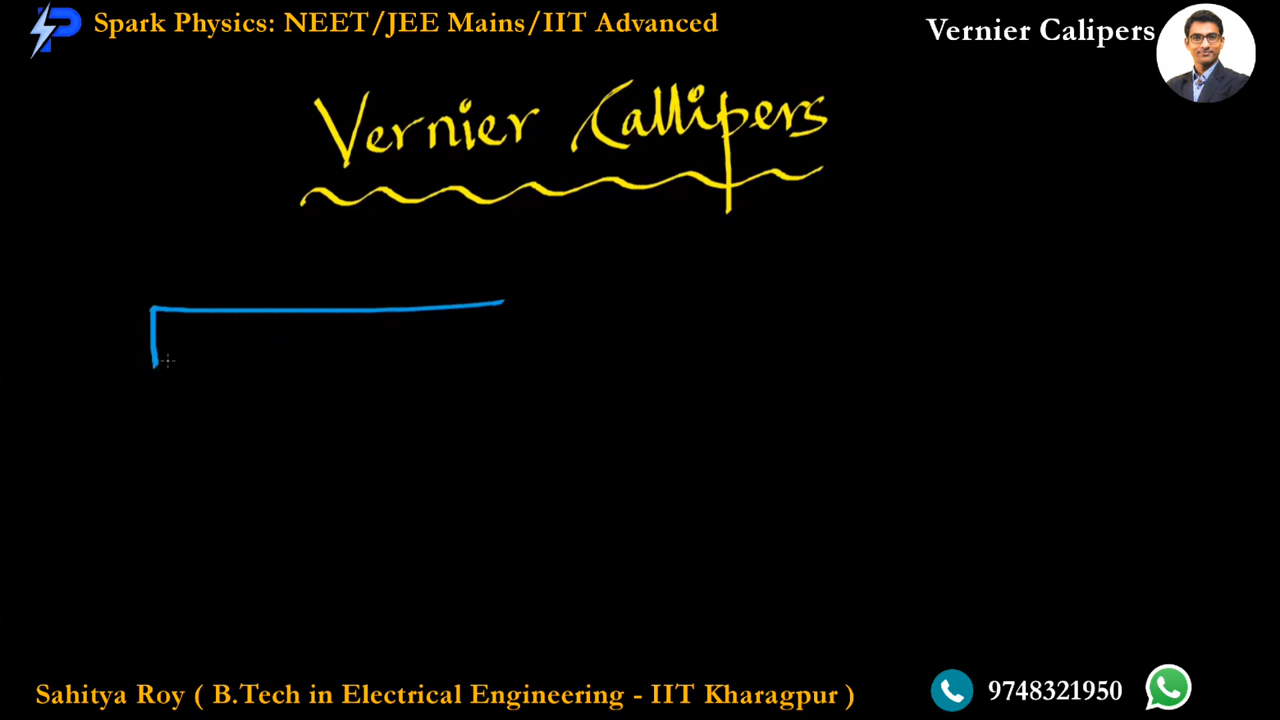 Spark Physics: NEET/JEE Mains/IIT Advanced
Vernier Calipers
Vernier Callipers
Sahitya Roy ( B.Tech in Electrical Engineering - IIT Kharagpur )
9748321950